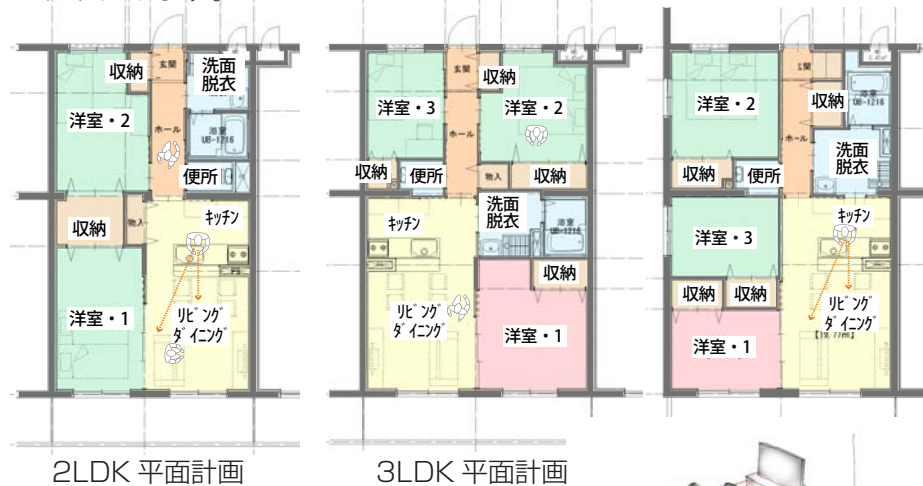 収納
玄関
洗面
脱衣
洋室・2
ホール
浴室
UB-1216
便所
収納
物入
キッチン
PS
洋室・1
リビング
ダイニング
2LDK 平面計画
玄関
収納
洋室・3
洋室・2
ホール
収納
便所
物入
収納
キッチン
洗面
脱衣
浴室
UB-1216
収納
リビング
ダイニング
洋室・1
3LDK 平面計画
玄関
洋室・2
収納
浴室
UB-1216
ホール
洗面
脱衣
収納
便所
キッチン
洋室・3
収納
収納
リビング
ダイニング
洋室・1